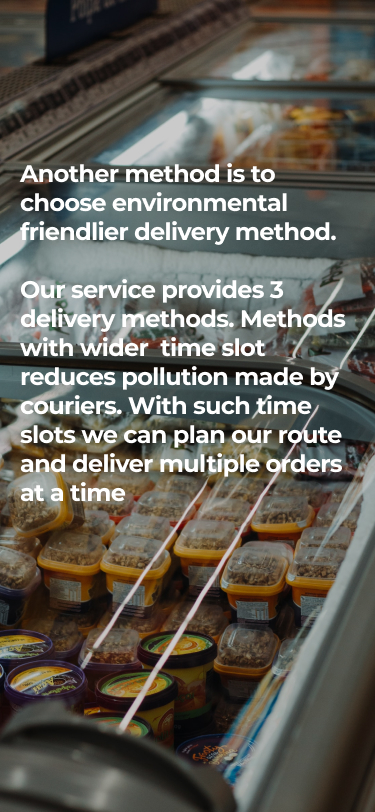 Another method is to
choose environmental
friendlier delivery method.
Our service provides 3
delivery methods. Methods
with wider  time slot
reduces pollution made by
couriers. With such time
slots we can plan our route
and deliver multiple orders
at a time